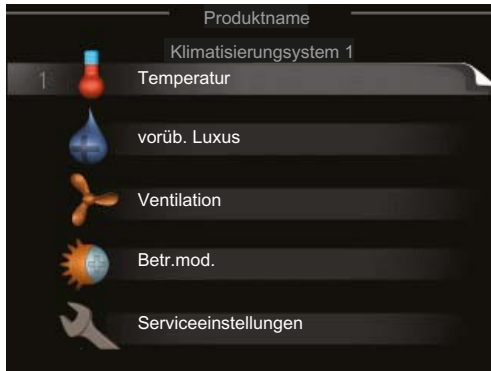 Produktname
Klimatisierungsystem 1
1 Temperatur
vorüb. Luxus
Ventilation
Betr.mod.
Serviceeinstellungen